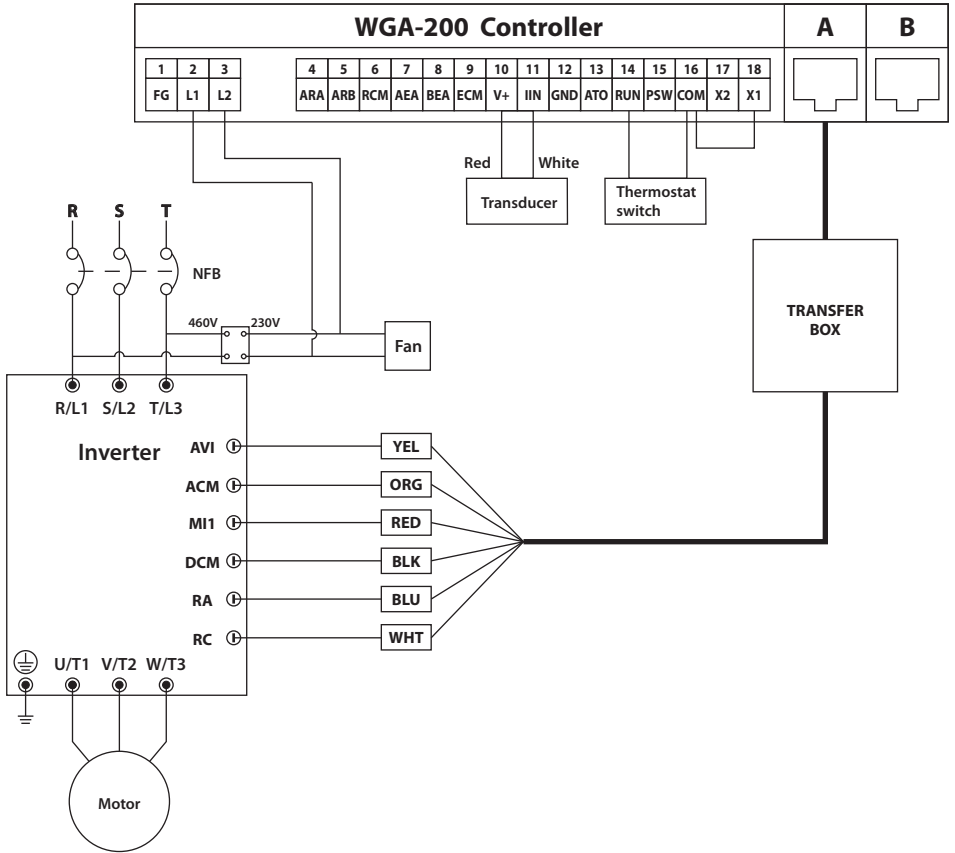 WGA-200 Controller
A
B
1 2 3 4 5 6 7 8 9 10 11 12 13 14 15 16 17 18
FG L1 L2 ARA ARB RCM AEA BEA ECM V+ IIN GND ATO RUN PSW COM X2 X1
Red
White
Transducer
Thermostat
switch
R S T
NFB
460V 230V
Fan
TRANSFER
BOX
R/L1 S/L2 T/L3
Inverter
AVI YEL
ACM ORG
MI1 RED
DCM BLK
RA BLU
RC WHT
U/T1 V/T2 W/T3
Motor